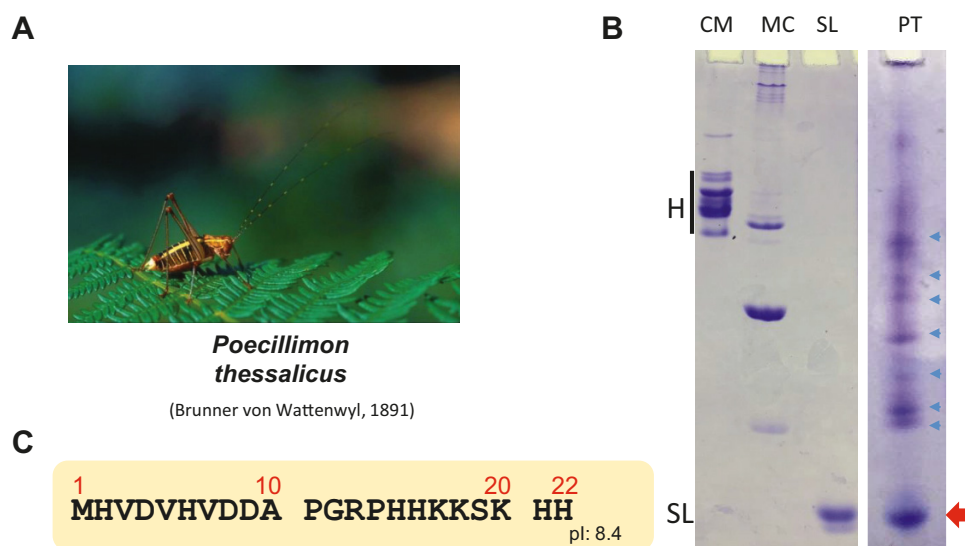 A
Poecillimon
thessalicus
(Brunner von Wattenwyl, 1891)
B
CM MC SL PT
H
SL
C
1 10 20 22
MHVDVHVDDA PGRPHHKKSK HH
pI: 8.4